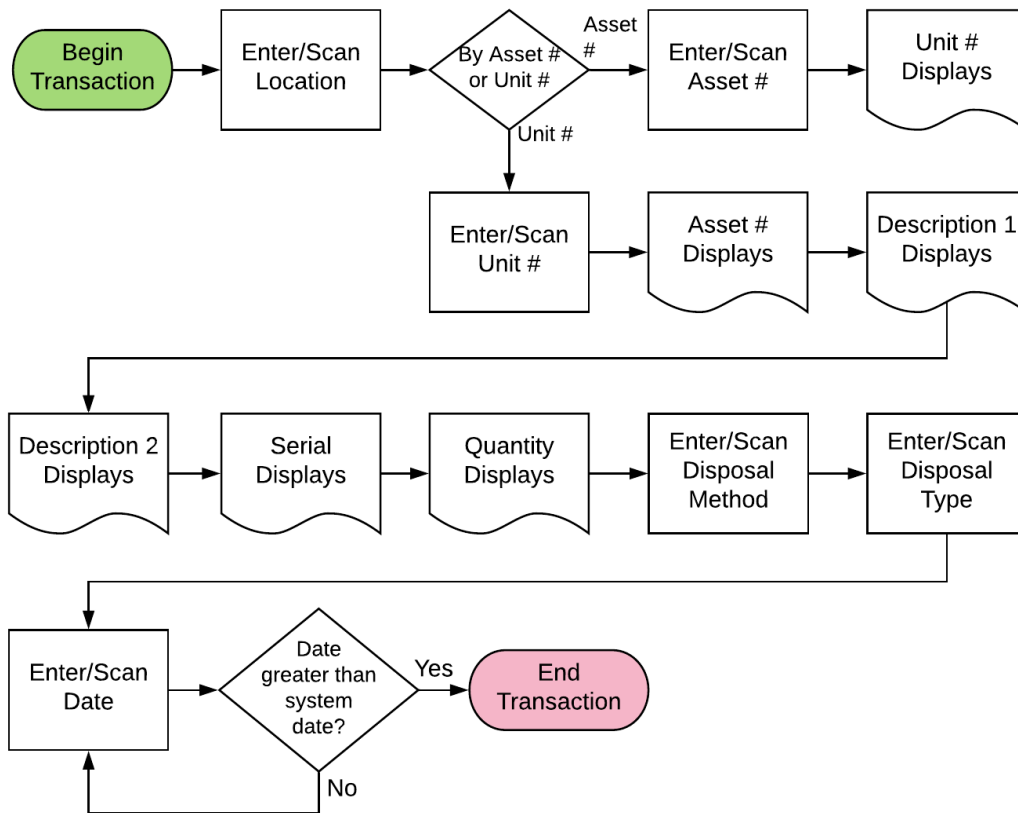 Begin
Transaction
Enter/Scan
Location
By Asset #
or Unit #
Asset
#
Enter/Scan
Asset #
Unit #
Displays
Unit #
Enter/Scan
Unit #
Asset #
Displays
Description 1
Displays
Description 2
Displays
Serial
Displays
Quantity
Displays
Enter/Scan
Disposal
Method
Enter/Scan
Disposal
Type
Enter/Scan
Date
Date
greater than
system
date?
Yes
End
Transaction
No